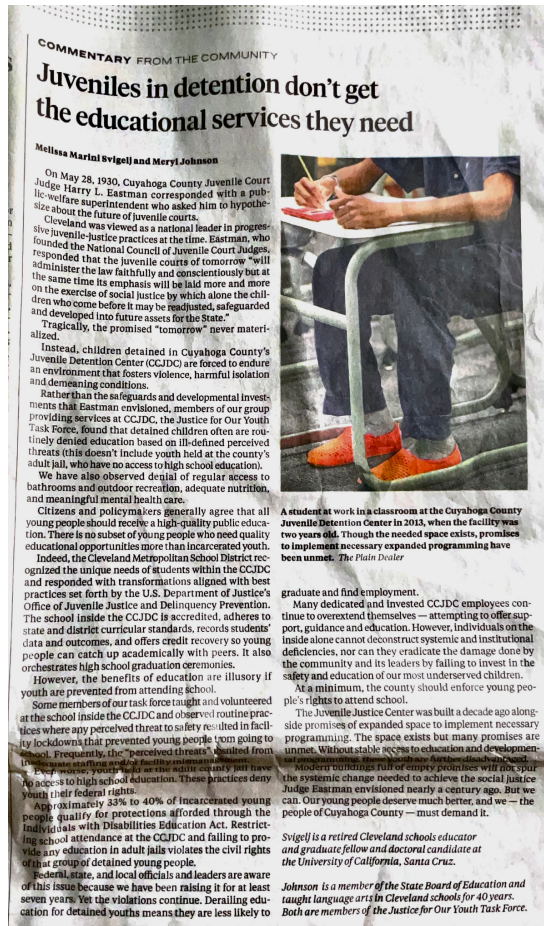 COMMENTARY FROM THE COMMUNITY
Juveniles in detention don't get
the educational services they need
Melissa Marini Svigelj and Meryl Johnson
On May 28, 1930, Cuyahoga County Juvenile Court
Judge Harry L. Eastman corresponded with a pub-
lic-welfare superintendent who asked him to hypothe-
size about the future of juvenile courts.
Cleveland was viewed as a national leader in progres-
sive juvenile-justice practices at the time. Eastman, who
founded the National Council of Juvenile Court Judges,
responded that the juvenile courts of tomorrow "will
administer the law faithfully and conscientiously but at
the same time its emphasis will be laid more and more
on the exercise of social justice by which alone the chil-
dren who come before it may be readjusted, safeguarded
and developed into future assets for the State."
Tragically, the promised "tomorrow" never materi-
alized.
Instead, children detained in Cuyahoga County's
Juvenile Detention Center (CCJDC) are forced to endure
an environment that fosters violence, harmful isolation
and demeaning conditions.
Rather than the safeguards and developmental invest-
ments that Eastman envisioned, members of our group
providing services at CCJDC, the Justice for Our Youth
Task Force, found that detained children often are rou-
tinely denied education based on ill-defined perceived
threats (this doesn't include youth held at the county's
adult jail, who have no access to high school education).
We have also observed denial of regular access to
bathrooms and outdoor recreation, adequate nutrition,
and meaningful mental health care.
Citizens and policymakers generally agree that all
young people should receive a high-quality public educa-
tion. There is no subset of young people who need quality
educational opportunities more than incarcerated youth.
Indeed, the Cleveland Metropolitan School District rec-
ognized the unique needs of students within the CCJDC
and responded with transformations aligned with best
practices set forth by the U.S. Department of Justice's
Office of Juvenile Justice and Delinquency Prevention.
The school inside the CCJDC is accredited, adheres to
state and district curricular standards, records students'
data and outcomes, and offers credit recovery so young
people can catch up academically with peers. It also
orchestrates high school graduation ceremonies.
However, the benefits of education are illusory if
youth are prevented from attending school.
Some members of our task force taught and volunteered
at the school inside the CCJDC and observed routine prac-
tices where any perceived threat to safety resulted in facil-
ity lockdowns that prevented young people from going to
school. Frequently, the "perceived threats" resulted from
inadequate staffing and/or facility mismanagement.
Even worse, youth held at the adult county jail have
no access to high school education. These practices deny
youth their federal rights.
Approximately 33% to 40% of incarcerated young
people qualify for protections afforded through the
Individuals with Disabilities Education Act. Restrict-
ing school attendance at the CCJDC and failing to pro-
vide any education in adult jails violates the civil rights
of that group of detained young people.
Federal, state, and local officials and leaders are aware
of this issue because we have been raising it for at least
seven years. Yet the violations continue. Derailing edu-
cation for detained youths means they are less likely to
A student at work in a classroom at the Cuyahoga County
Juvenile Detention Center in 2013, when the facility was
two years old. Though the needed space exists, promises
to implement necessary expanded programming have
been unmet. The Plain Dealer
graduate and find employment.
Many dedicated and invested CCJDC employees con-
tinue to overextend themselves — attempting to offer sup-
port, guidance and education. However, individuals on the
inside alone cannot deconstruct systemic and institutional
deficiencies, nor can they eradicate the damage done by
the community and its leaders by failing to invest in the
safety and education of our most underserved children.
At a minimum, the county should enforce young peo-
ple's rights to attend school.
The Juvenile Justice Center was built a decade ago along-
side promises of expanded space to implement necessary
programming. The space exists but many promises are
unmet. Without stable access to education and developmen-
tal programming, these youth are further disadvantaged.
Modern buildings full of empty promises will not spur
the systemic change needed to achieve the social justice
Judge Eastman envisioned nearly a century ago. But we
can. Our young people deserve much better, and we — the
people of Cuyahoga County — must demand it.
Svigelj is a retired Cleveland schools educator
and graduate fellow and doctoral candidate at
the University of California, Santa Cruz.
Johnson is a member of the State Board of Education and
taught language arts in Cleveland schools for 40 years.
Both are members of the Justice for Our Youth Task Force.